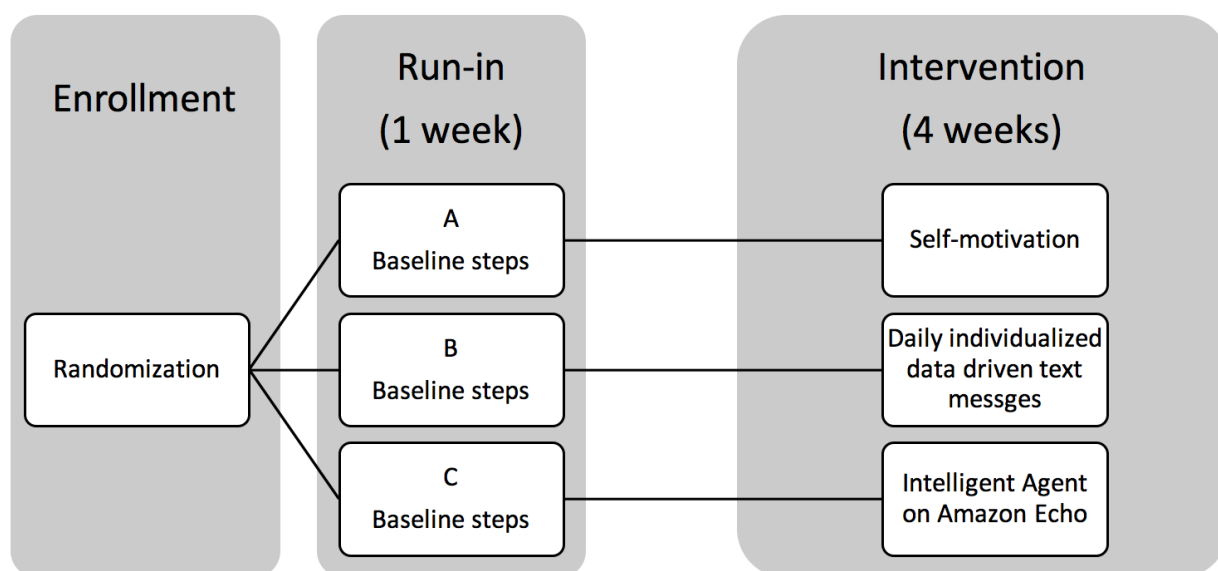 Enrollment
Run-in
(1 week)
Intervention
(4 weeks)
Randomization
A
Baseline steps
B
Baseline steps
C
Baseline steps
Self-motivation
Daily individualized
data driven text
messges
Intelligent Agent
on Amazon Echo